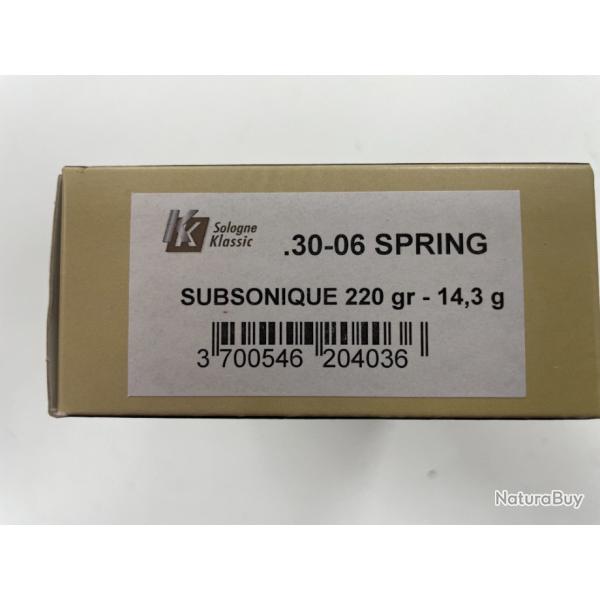 Sologne
Klassic
.30-06 SPRING
SUBSONIQUE 220 gr - 14,3 g
3 700546 204036
NaturaBuy